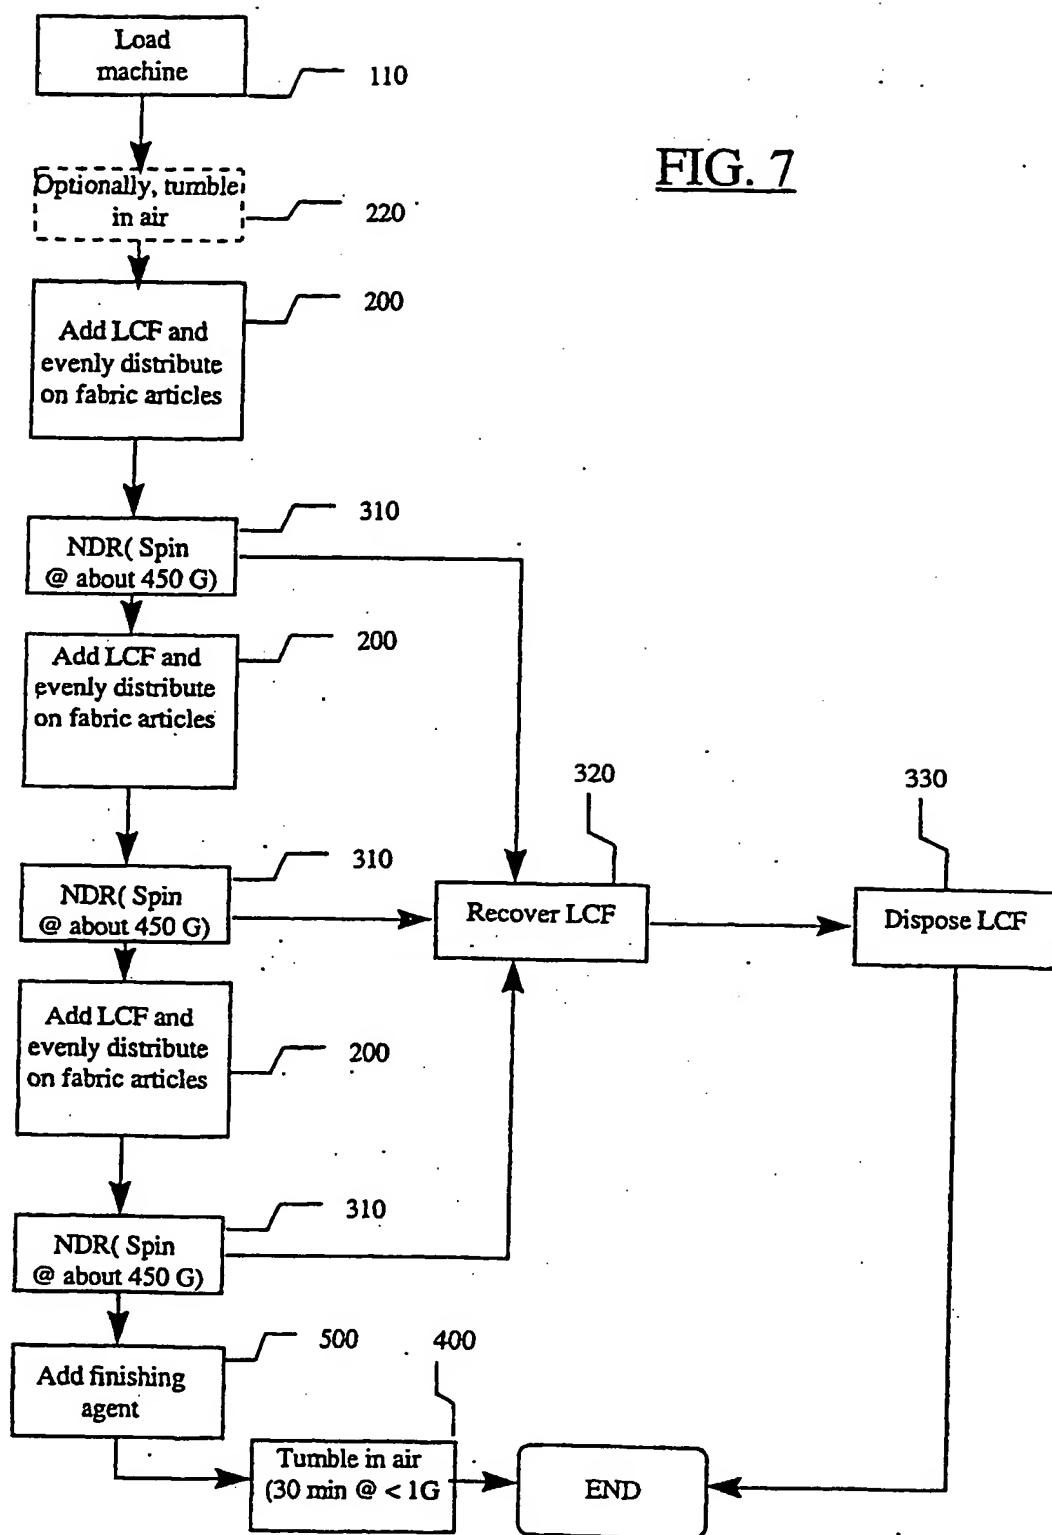 Load
machine
110
FIG. 7
Optionally, tumble
in air
220
200
Add LCF and
evenly distribute
on fabric articles
310
NDR( Spin
@ about 450 G)
200
Add LCF and
evenly distribute
on fabric articles
320
330
310
NDR( Spin
@ about 450 G)
Recover LCF
Dispose LCF
Add LCF and
evenly distribute
on fabric articles
200
310
NDR( Spin
@ about 450 G)
500
400
Add finishing
agent
Tumble in air
(30 min @ < 1G
END